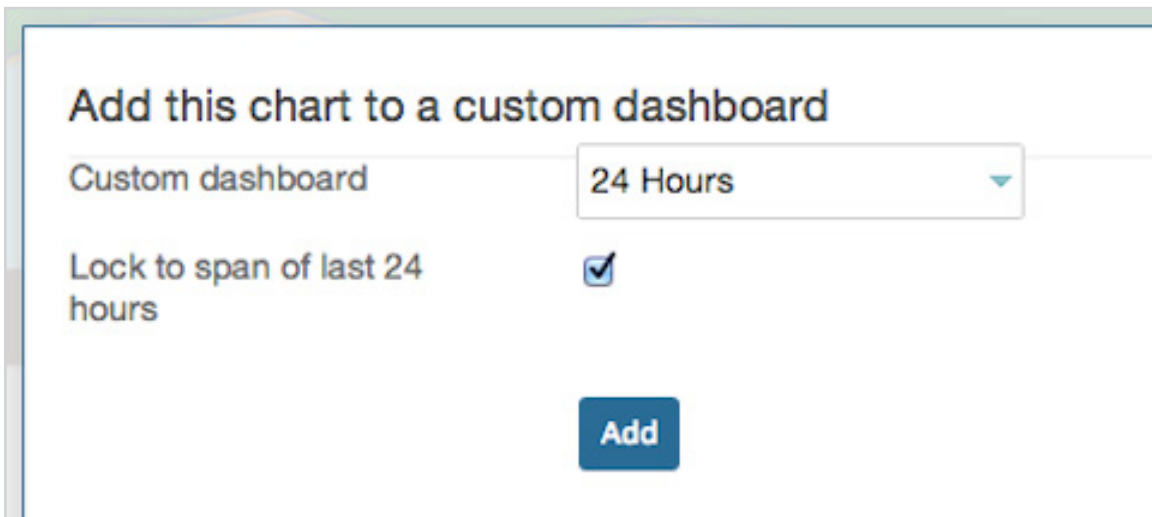 Add this chart to a custom dashboard
Custom dashboard
24 Hours
Lock to span of last 24
hours
Add